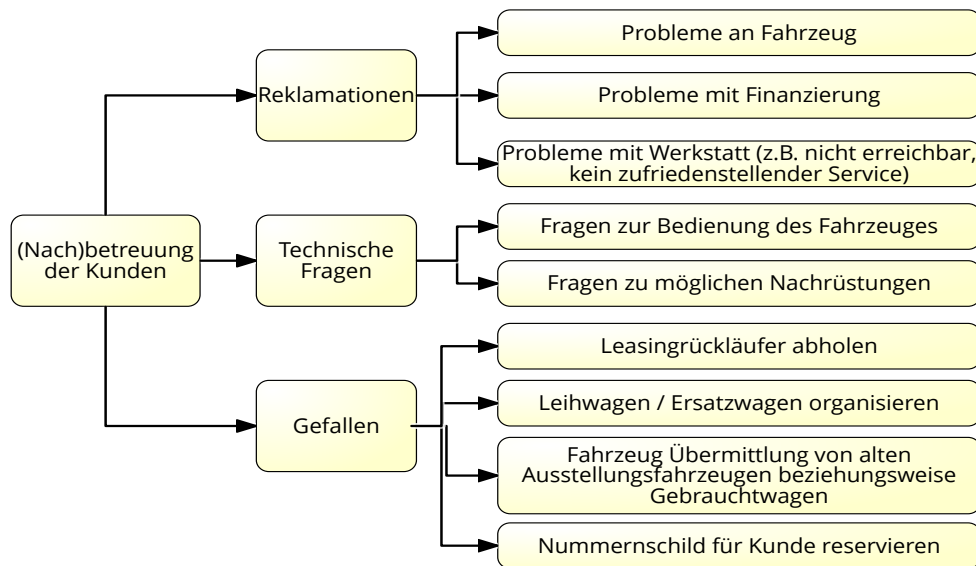 (Nach)betreuung
der Kunden
Reklamationen
Probleme an Fahrzeug
Probleme mit Finanzierung
Probleme mit Werkstatt (z.B. nicht erreichbar,
kein zufriedenstellender Service)
Technische
Fragen
Fragen zur Bedienung des Fahrzeuges
Fragen zu möglichen Nachrüstungen
Gefallen
Leasingrückläufer abholen
Leihwagen / Ersatzwagen organisieren
Fahrzeug Übermittlung von alten
Ausstellungsfahrzeugen beziehungsweise
Gebrauchtwagen
Nummernschild für Kunde reservieren